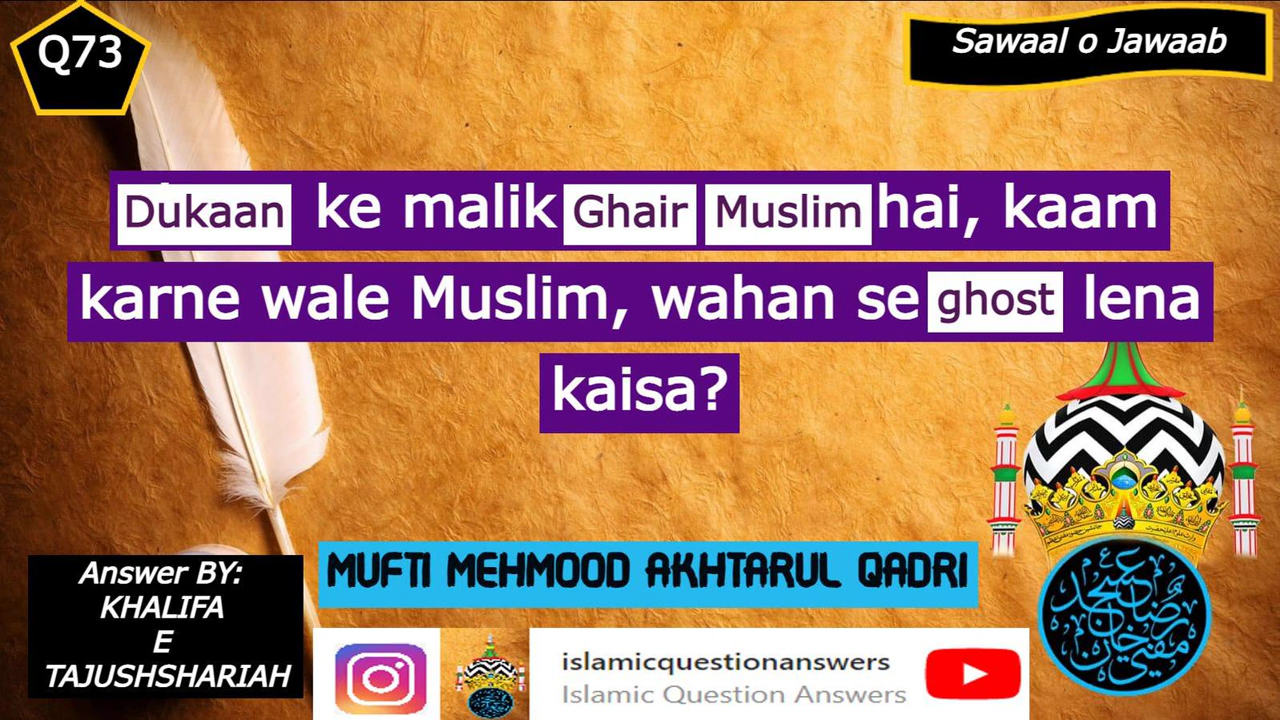 Q73
Sawaal o Jawaab
Dukaan ke malik Ghair Muslim hai, kaam
karne wale Muslim, wahan se ghost lena
kaisa?
MUFTI MEHMOOD AKHTARUL QADRI
Answer BY:
KHALIFA
E
TAJUSHSHARIAH
islamicquestionanswers
Islamic Question Answers